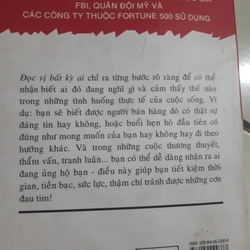 FBI, QUÂN ĐỘI MỸ VÀ
CÁC CÔNG TY THUỘC FORTUNE 500 SỬ DỤNG
Đọc vị bất kỳ ai chỉ ra từng bước rõ ràng để có thể
nhận biết ai đó đang nghĩ gì và cảm thấy thế nào
trong những tình huống thực tế của cuộc sống. Ví
dụ: bạn sẽ biết được người bán hàng đó có thật sự
đáng tin hay không, hoặc buổi hẹn hò đầu tiên có
đúng như mong muốn của bạn hay không hay đi theo
hướng khác. Và trong những cuộc thương thuyết,
thẩm vấn, tranh luận... bạn có thể dễ dàng nhận ra ai
đang ủng hộ bạn - điều này giúp bạn tiết kiệm thời
gian, tiền bạc, sức lực, thậm chí tránh được những cơn
đau tim!